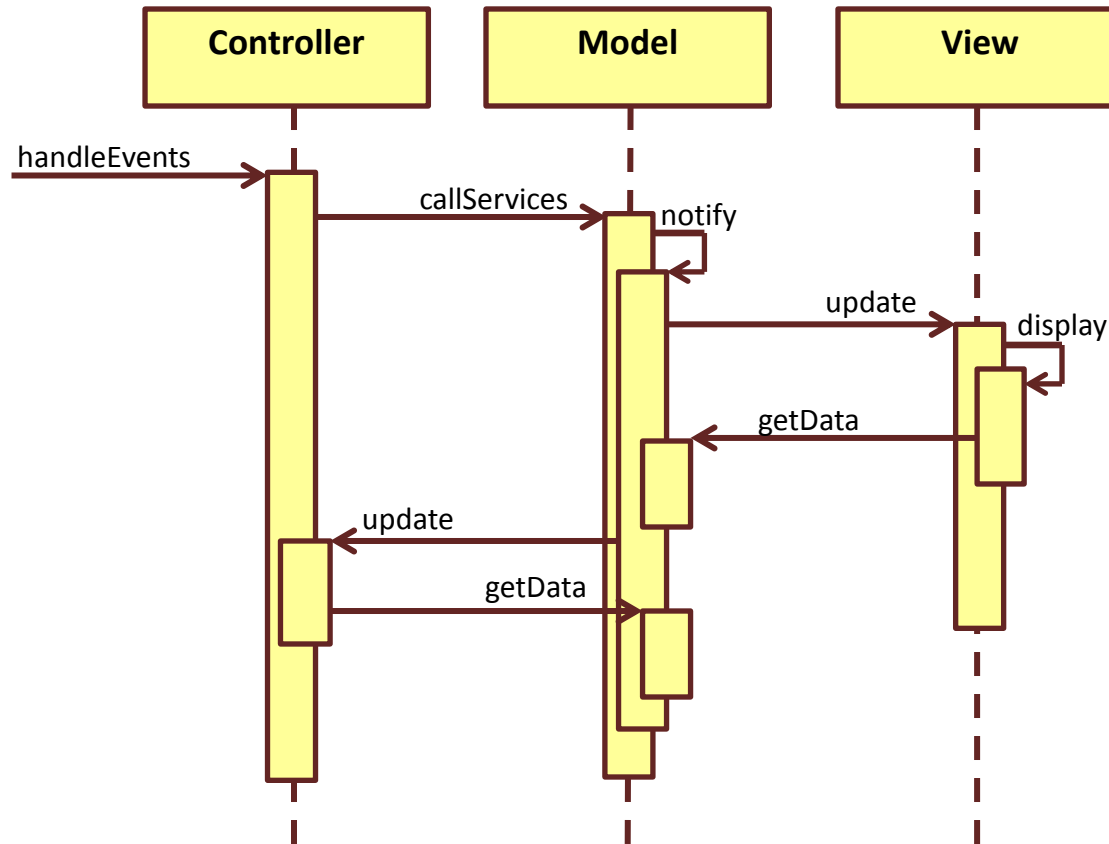 Controller
Model
View
handleEvents
callServices
notify
update
display
getData
update
getData